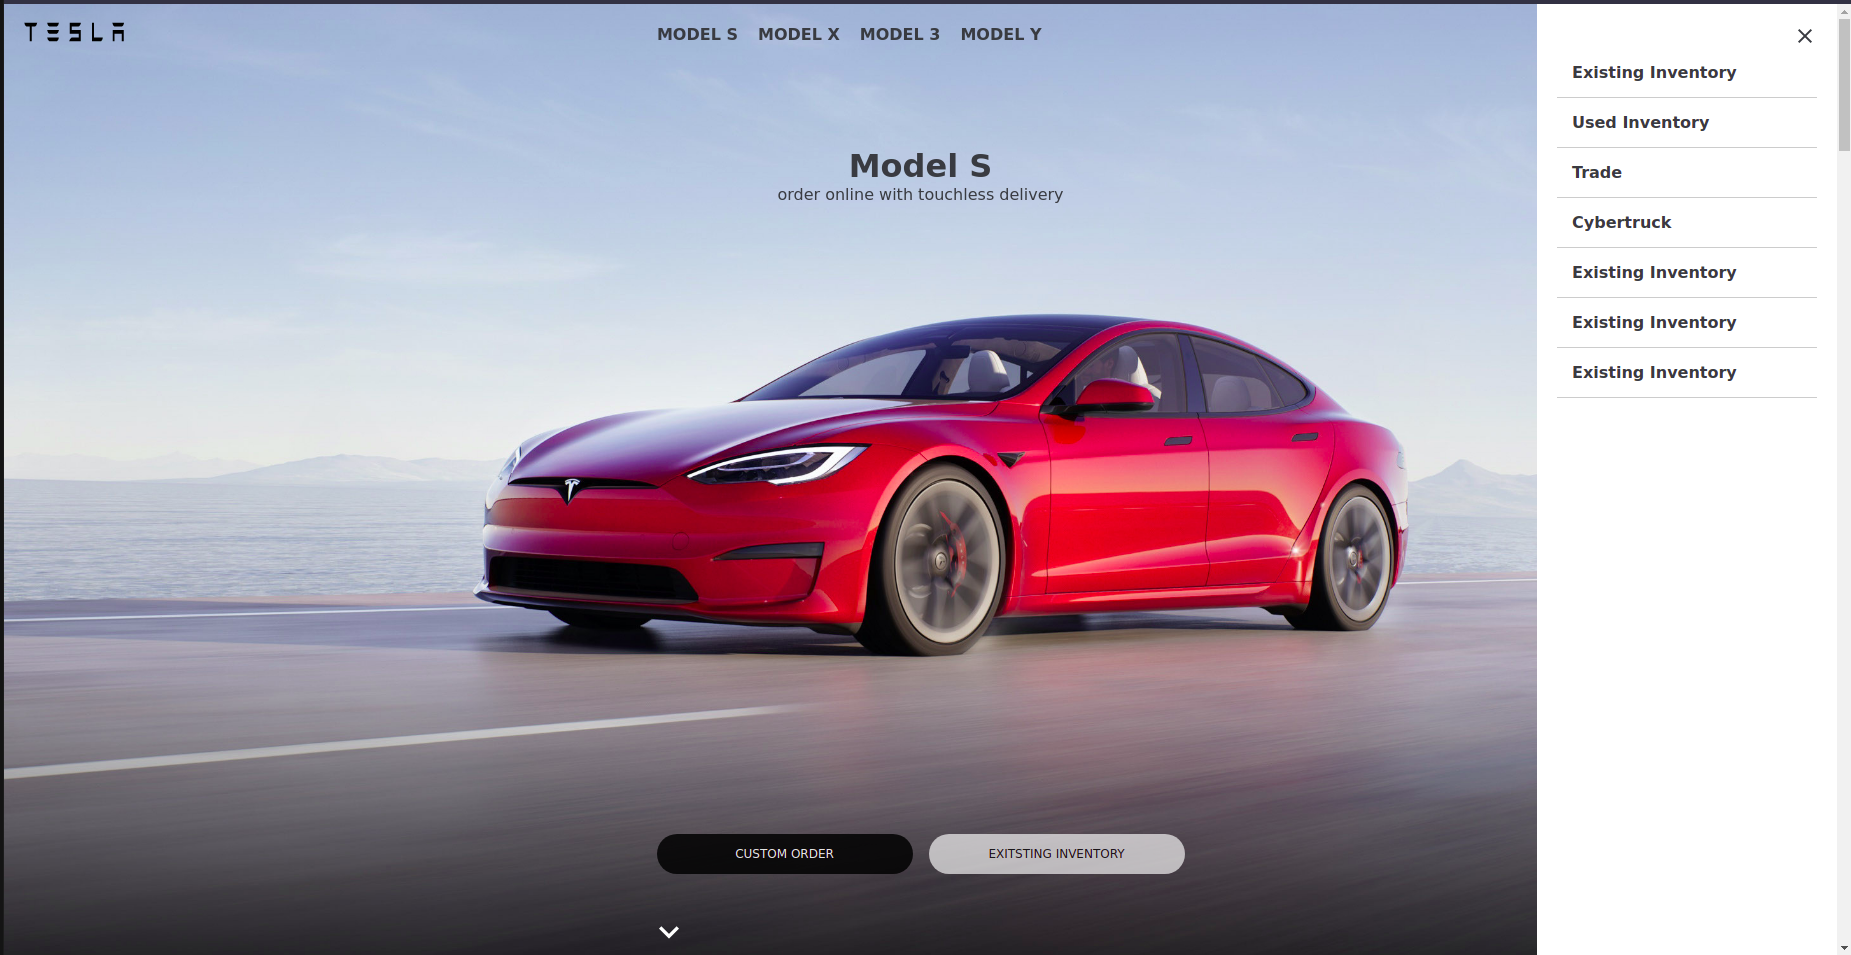 TESLA
MODEL S MODEL X MODEL 3 MODEL Y
Model S
order online with touchless delivery
CUSTOM ORDER
EXITSTING INVENTORY
Existing Inventory
Used Inventory
Trade
Cybertruck
Existing Inventory
Existing Inventory
Existing Inventory